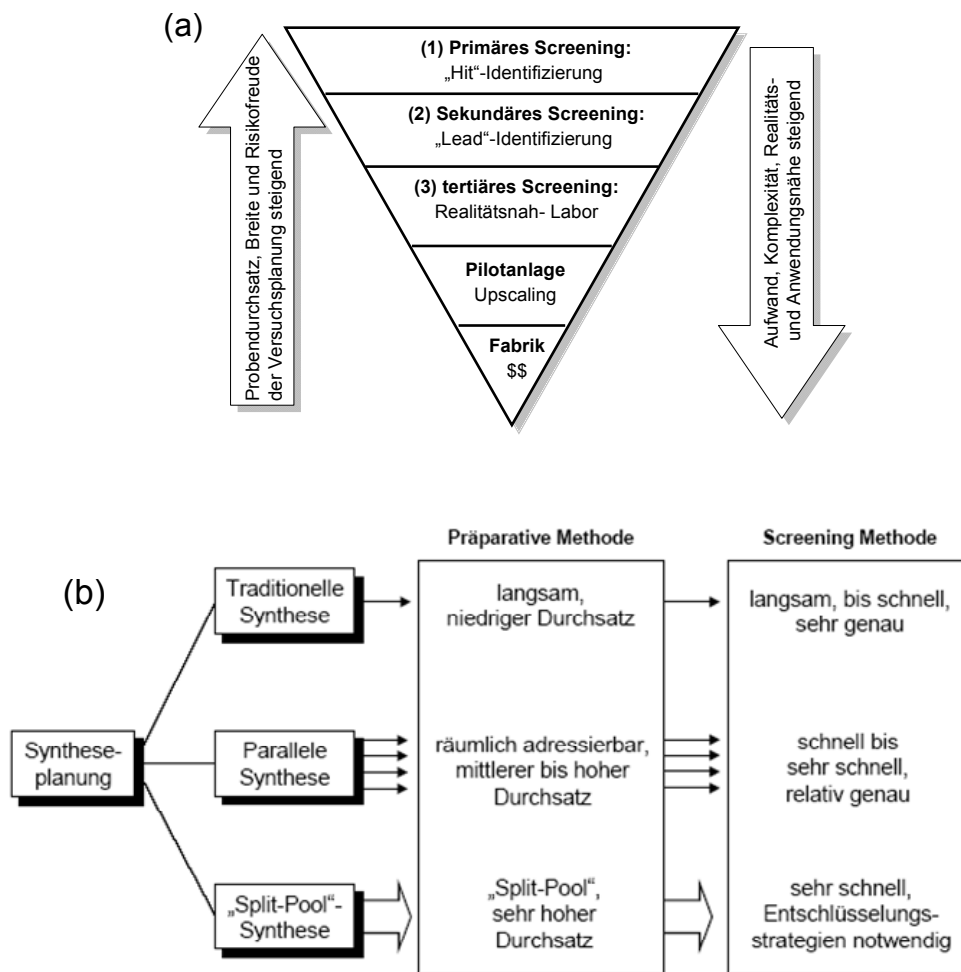 (a)
Probendurchsatz, Breite und Risikofreude
der Versuchsplanung steigend
(1) Primäres Screening:
„Hit“-Identifizierung
(2) Sekundäres Screening:
„Lead“-Identifizierung
(3) tertiäres Screening:
Realitätsnah- Labor
Pilotanlage
Upscaling
Fabrik
$$
Aufwand, Komplexität, Realitäts-
und Anwendungsnähe steigend
(b)
Präparative Methode
Screening Methode
Synthese-
planung
Traditionelle
Synthese
langsam,
niedriger Durchsatz
langsam, bis schnell,
sehr genau
Parallele
Synthese
räumlich adressierbar,
mittlerer bis hoher
Durchsatz
schnell bis
sehr schnell,
relativ genau
„Split-Pool“-
Synthese
„Split-Pool“,
sehr hoher
Durchsatz
sehr schnell,
Entschlüsselungs-
strategien notwendig